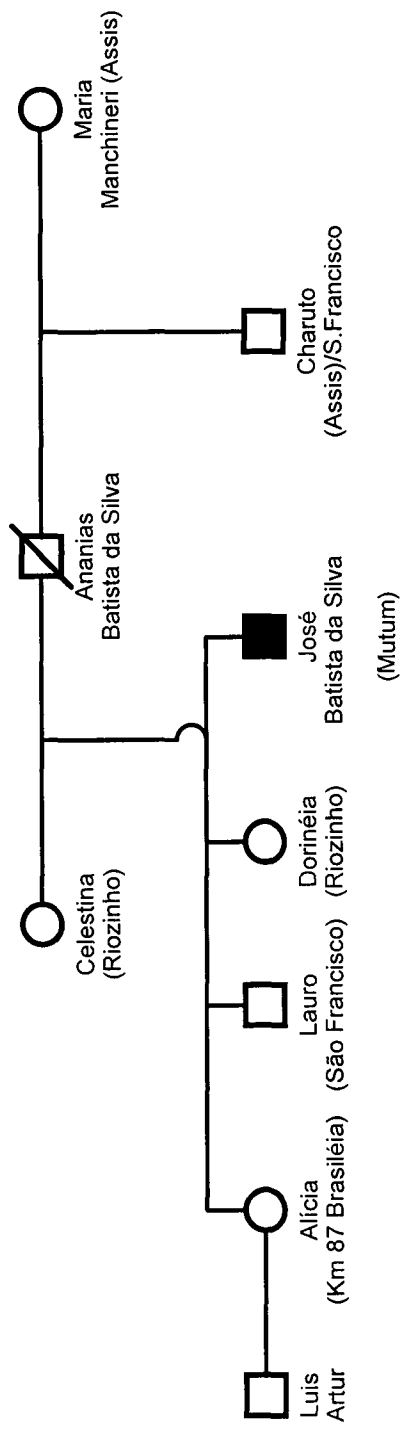 Celestina
(Riozinho)
Ananias
Batista da Silva
Maria
Manchineri (Assis)
Luis
Artur
Alícia
(Km 87 Brasiléia)
Lauro
(São Francisco)
Dorinéia
(Riozinho)
José
Batista da Silva
(Mutum)
Charuto
(Assis)/S.Francisco